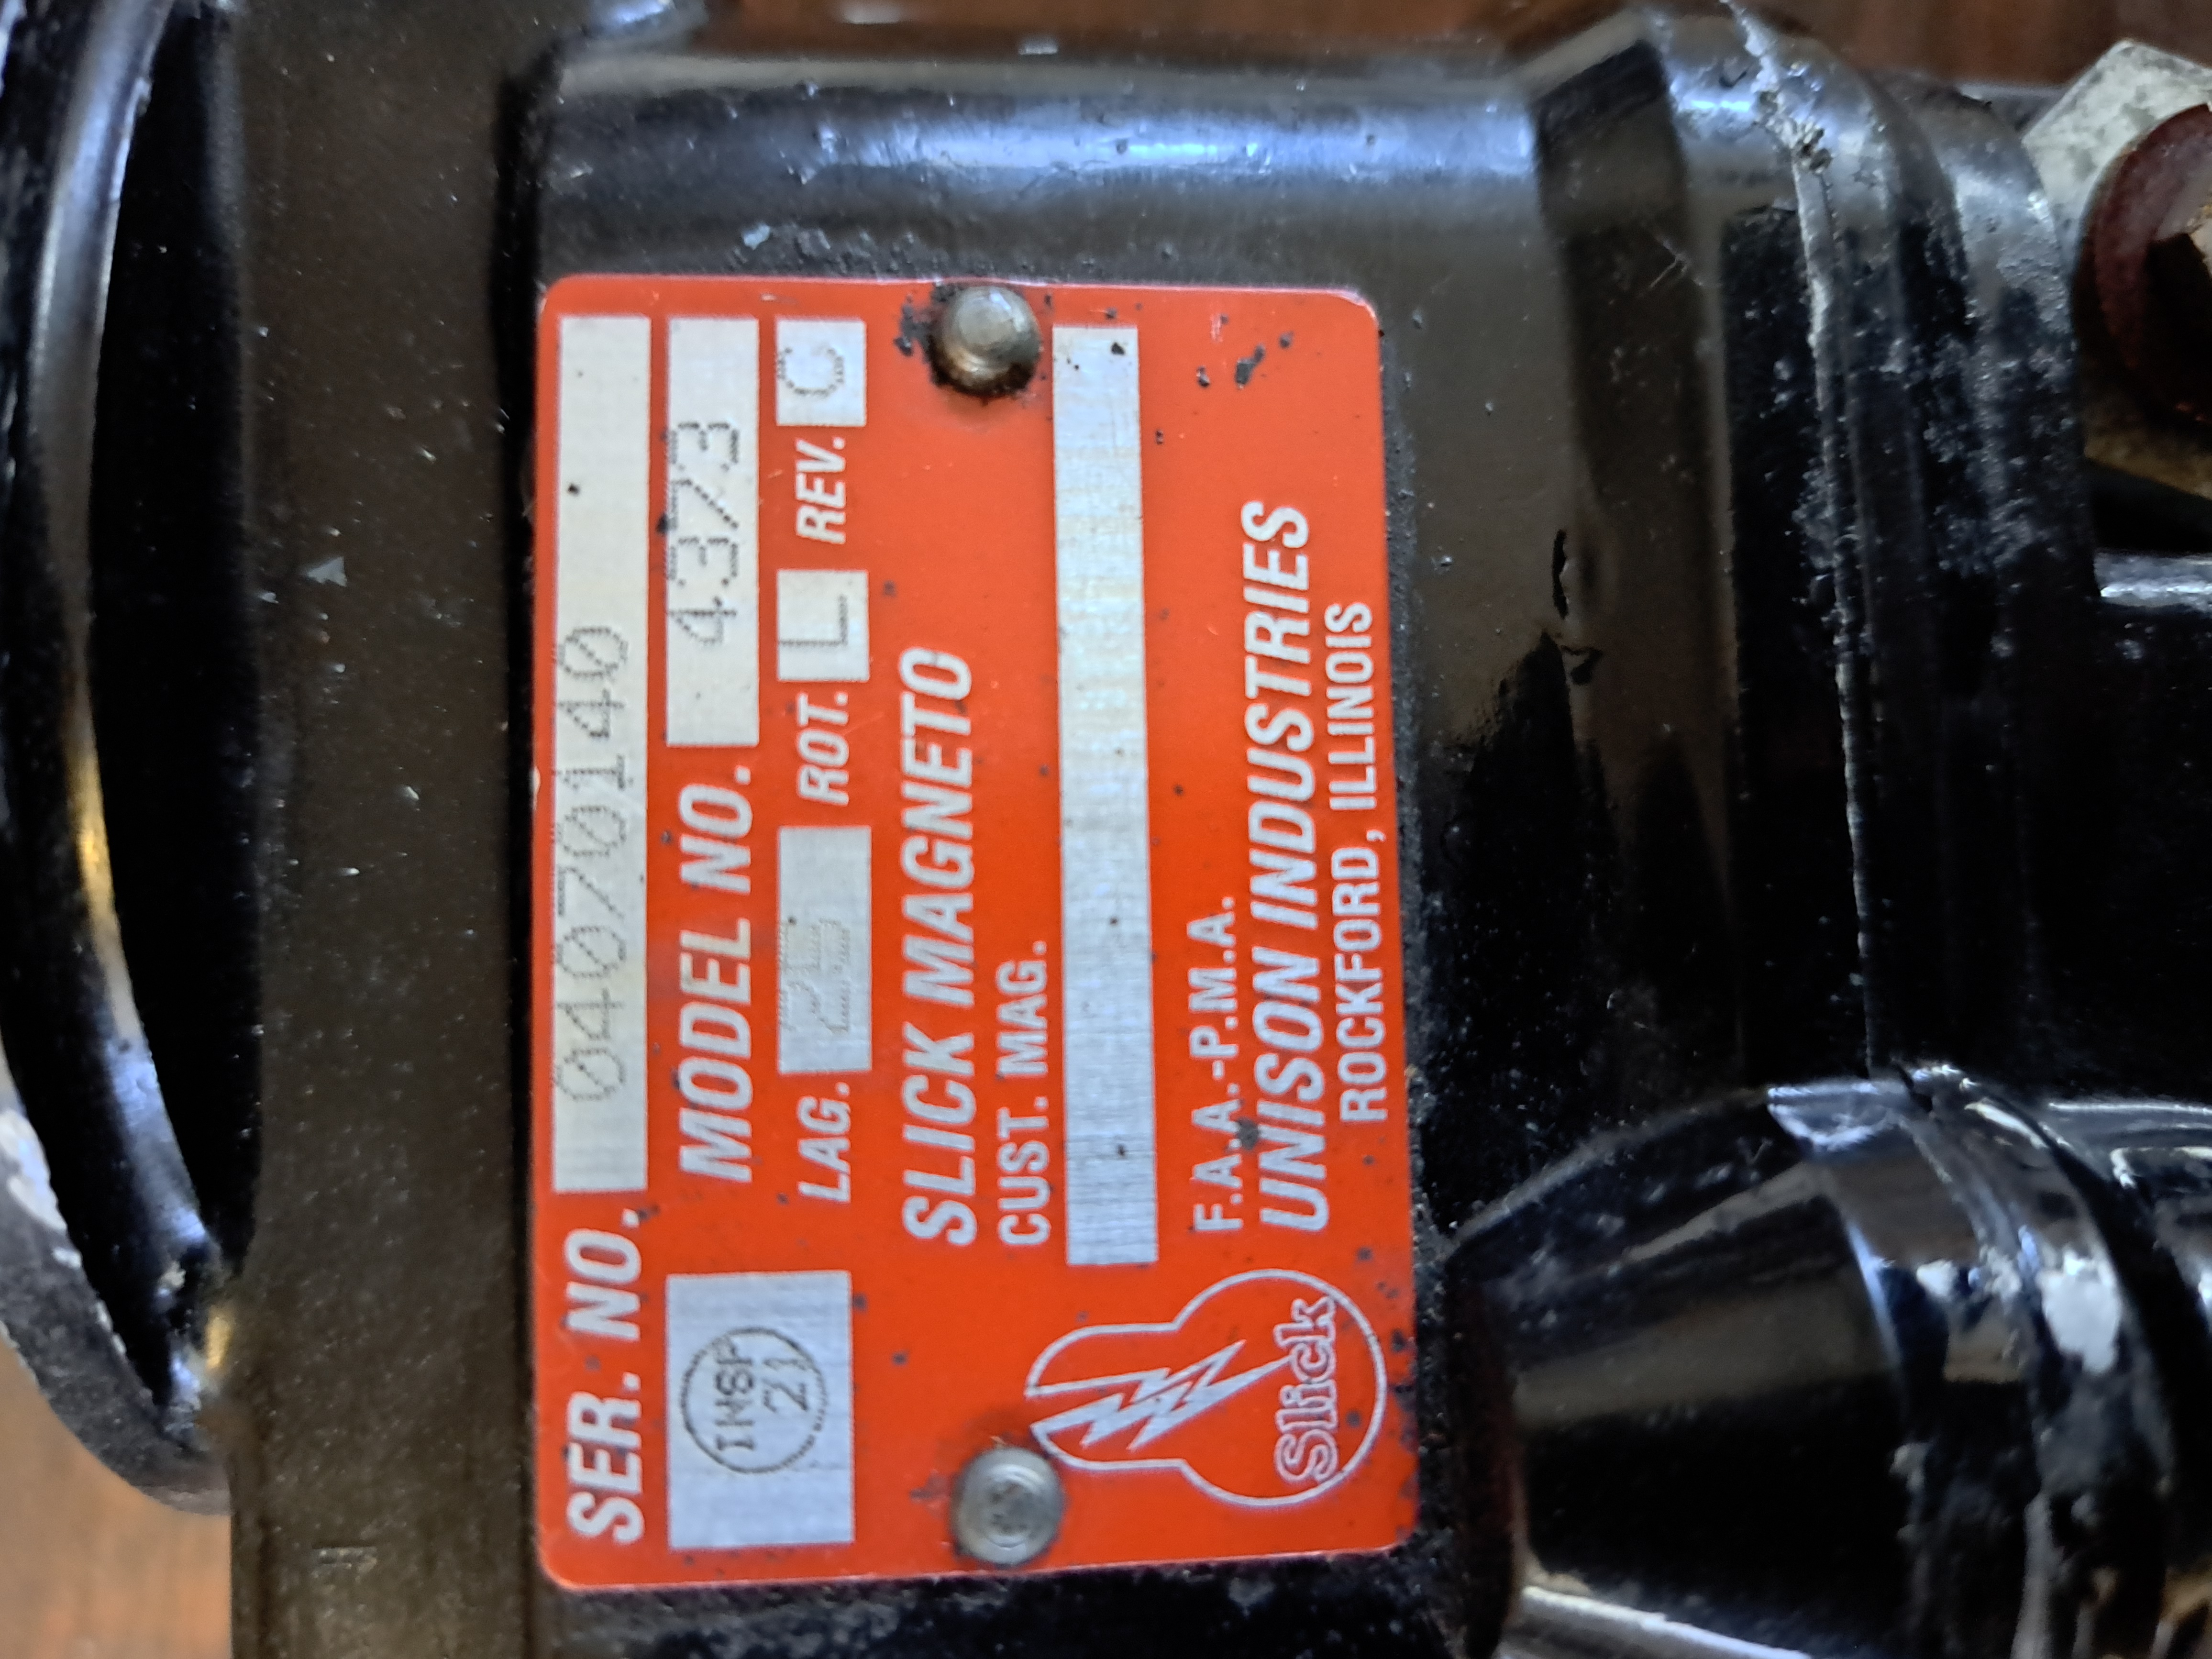 SER. NO. 04070140
INSP
21
MODEL NO. 4373
LAG. 25 ROT. L REV. C
SLICK MAGNETO
CUST. MAG.
Slick
F.A.A.-P.M.A.
UNISON INDUSTRIES
ROCKFORD, ILLINOIS